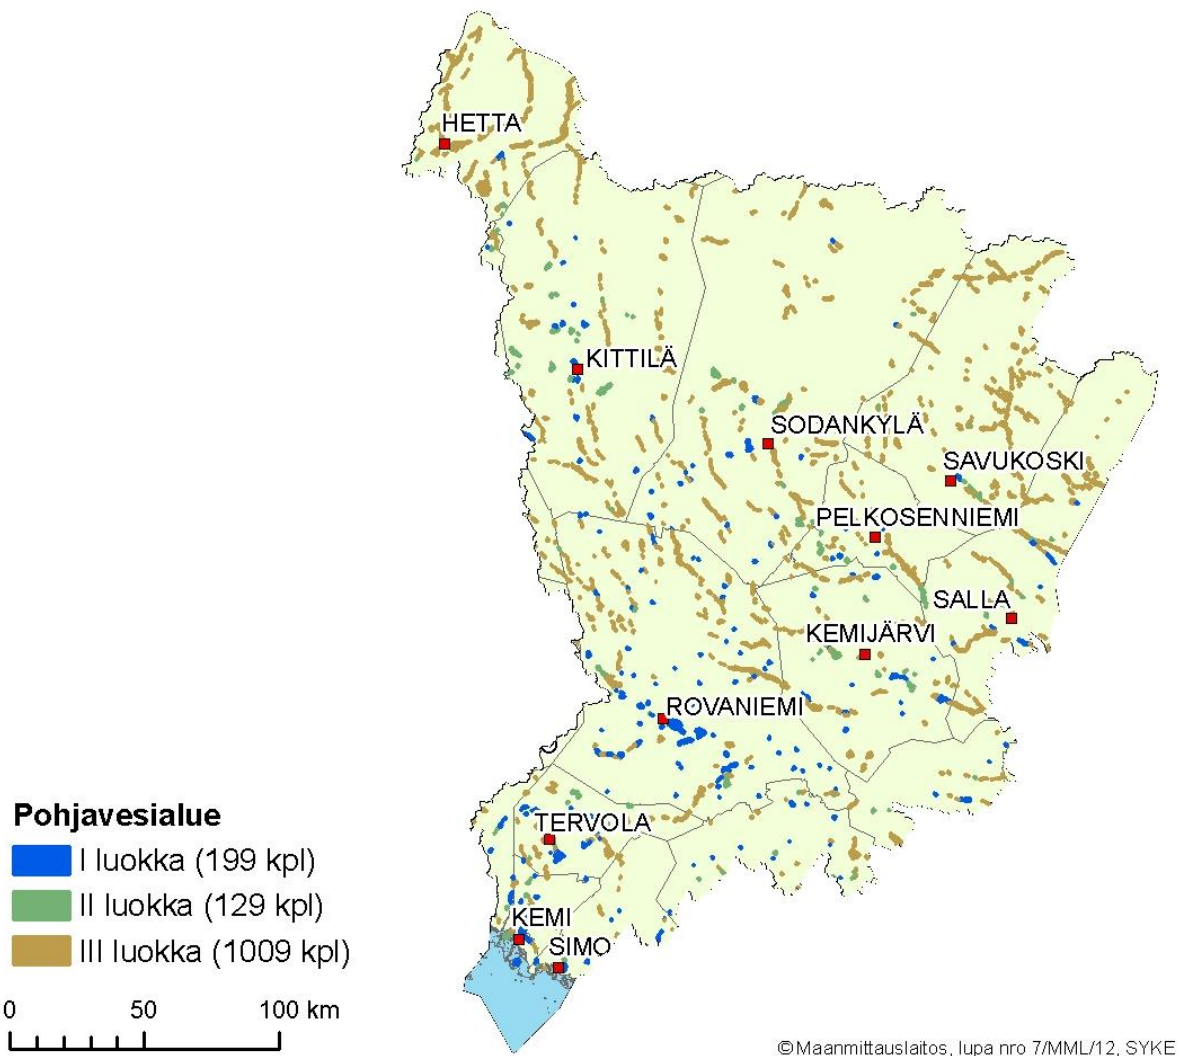 HETTA
KITTILÄ
SODANKYLÄ
SAVUKOSKI
PELKOSENNIEMI
SALLA
KEMIJÄRVI
ROVANIEMI
TERVOLA
KEMI
SIMO
Pohjavesialue
I luokka (199 kpl)
II luokka (129 kpl)
III luokka (1009 kpl)
0 50 100 km
©Maanmittauslaitos, lupa nro 7/MML/12, SYKE